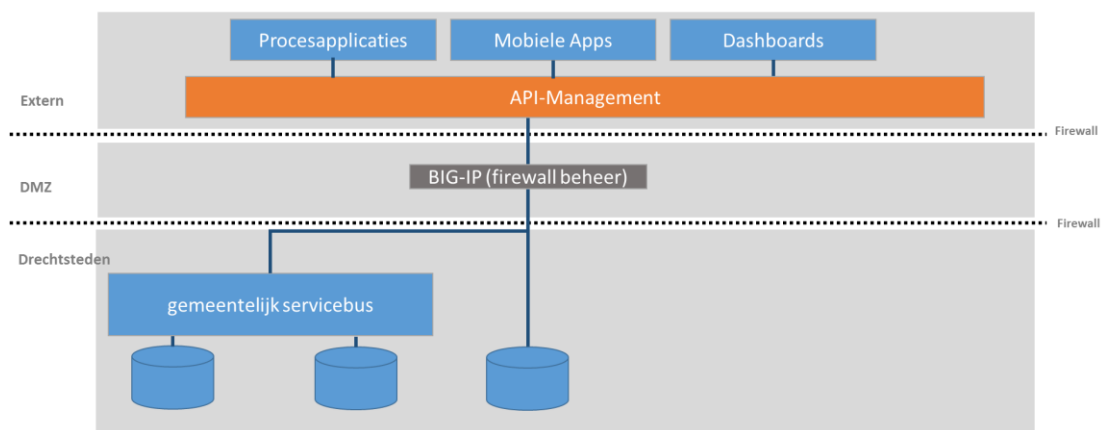 Procesapplicaties
Mobiele Apps
Dashboards
API-Management
Extern
Firewall
BIG-IP (firewall beheer)
DMZ
Firewall
Drechtsteden
gemeentelijk servicebus